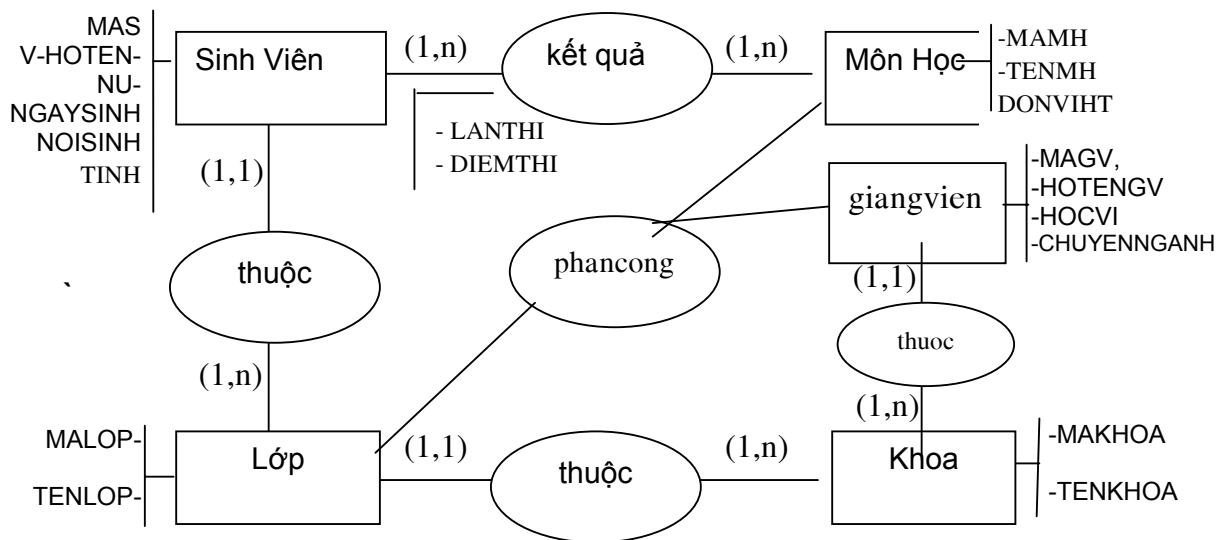 MAS
V-HOTEN-
NU-
NGAYSINH
NOISINH
TINH
Sinh Viên
(1,n)
kết quả
(1,n)
Môn Học
-MAMH
-TENMH
DONVIHT
- LANTHI
- DIEMTHI
(1,1)
giangvien
-MAGV,
-HOTENGV
-HOCVI
-CHUYENNGANH
thuộc
phancong
(1,1)
thuoc
(1,n)
(1,n)
MALOP-
TENLOP-
Lớp
(1,1)
thuộc
(1,n)
Khoa
-MAKHOA
-TENKHOA